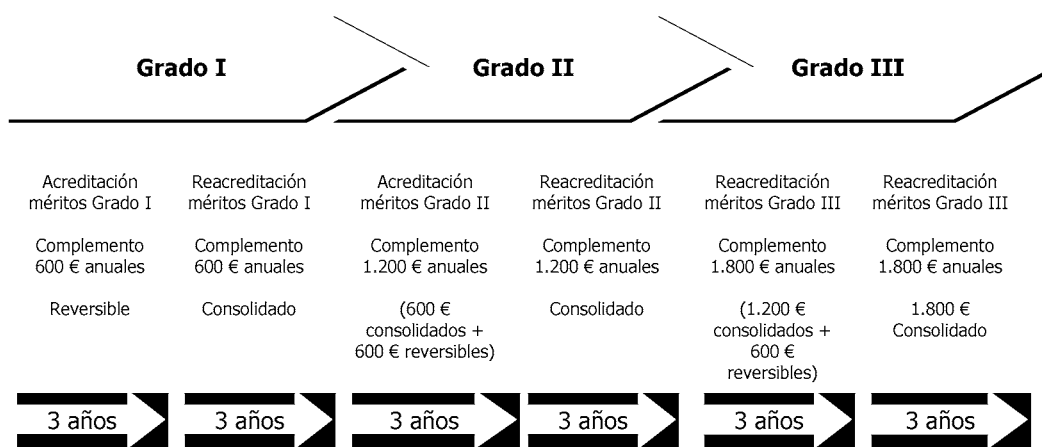 Grado I
Grado II
Grado III
Acreditación
méritos Grado I
Complemento
600 € anuales
Reversible
Reacreditación
méritos Grado I
Complemento
600 € anuales
Consolidado
Acreditación
méritos Grado II
Complemento
1.200 € anuales
(600 €
consolidados +
600 € reversibles)
Reacreditación
méritos Grado II
Complemento
1.200 € anuales
Consolidado
Reacreditación
méritos Grado III
Complemento
1.800 € anuales
(1.200 €
consolidados +
600 €
reversibles)
Reacreditación
méritos Grado III
Complemento
1.800 € anuales
1.800 €
Consolidado
3 años
3 años
3 años
3 años
3 años
3 años